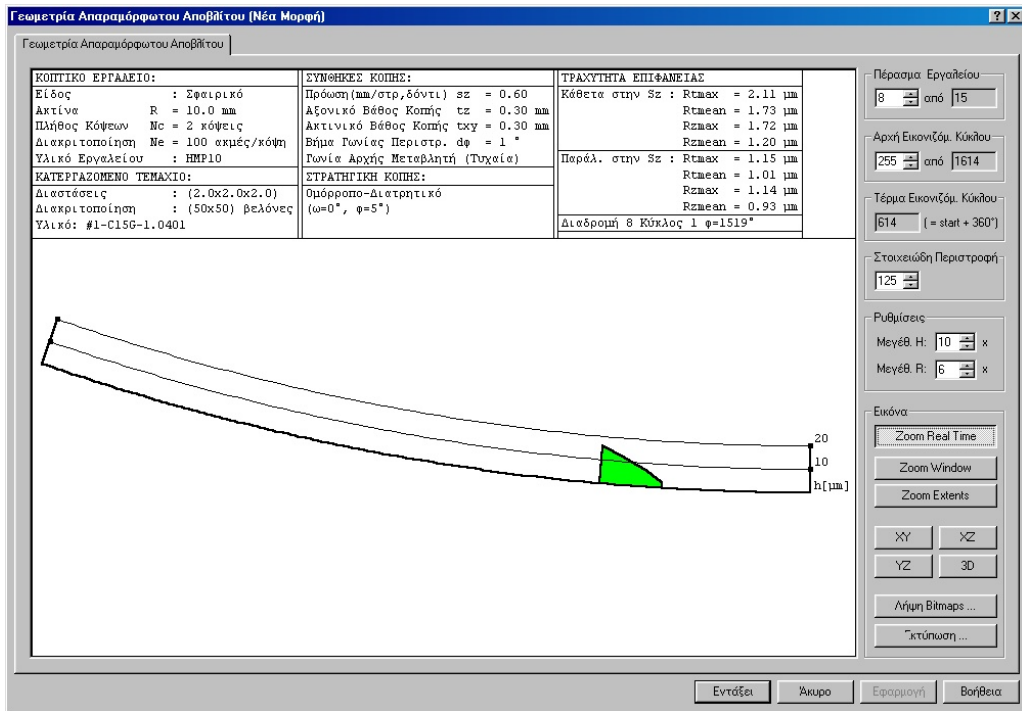 Γεωμετρία Απαραμόρφωτου Αποβλίτου (Νέα Μορφή)
Γεωμετρία Απαραμόρφωτου Αποβλίτου
ΚΟΠΤΙΚΟ ΕΡΓΑΛΕΙΟ:
Είδος : Σφαιρικό
Ακτίνα R = 10.0 mm
Πλήθος Κόψεων Nc = 2 κόψεις
Διακριτοποίηση Ne = 100 ακμές/κόψη
Υλικό Εργαλείου : HMP10
ΚΑΤΕΡΓΑΖΟΜΕΝΟ ΤΕΜΑΧΙΟ:
Διαστάσεις : (2.0x2.0x2.0)
Διακριτοποίηση : (50x50) βελόνες
Υλικό: #1-C15G-1.0401
ΣΥΝΘΗΚΕΣ ΚΟΠΗΣ:
Πρόωση(mm/στρ,δόντι) sz = 0.60
Αξονικό Βάθος Κοπής tz = 0.30 mm
Ακτινικό Βάθος Κοπής txy = 0.30 mm
Βήμα Γωνίας Περιστρ. dφ = 1 °
Γωνία Αρχής Μεταβλητή (Τυχαία)
ΣΤΡΑΤΗΓΙΚΗ ΚΟΠΗΣ:
Ομόρροπο-Διατρητικό
(ω=0°, φ=5°)
ΤΡΑΧΥΤΗΤΑ ΕΠΙΦΑΝΕΙΑΣ
Κάθετα στην Sz : Rtmax = 2.11 μm
Rtmean = 1.73 μm
Rzmax = 1.72 μm
Rzmean = 1.20 μm
Παράλ. στην Sz : Rtmax = 1.15 μm
Rtmean = 1.01 μm
Rzmax = 1.14 μm
Rzmean = 0.93 μm
Διαδρομή 8 Κύκλος 1 φ=1519°
20
10
h[μm]
Πέρασμα Εργαλείου
8 από 15
Αρχή Εικονιζόμ. Κύκλου
255 από 1614
Τέρμα Εικονιζόμ. Κύκλου
614 ( = start + 360°)
Στοιχειώδη Περιστροφή
125
Ρυθμίσεις
Μεγέθ. H: 10 x
Μεγέθ. R: 6 x
Εικόνα
Zoom Real Time
Zoom Window
Zoom Extents
XY XZ
YZ 3D
Λήψη Bitmaps ...
Εκτύπωση ...
Εντάξει Άκυρο Εφαρμογή Βοήθεια